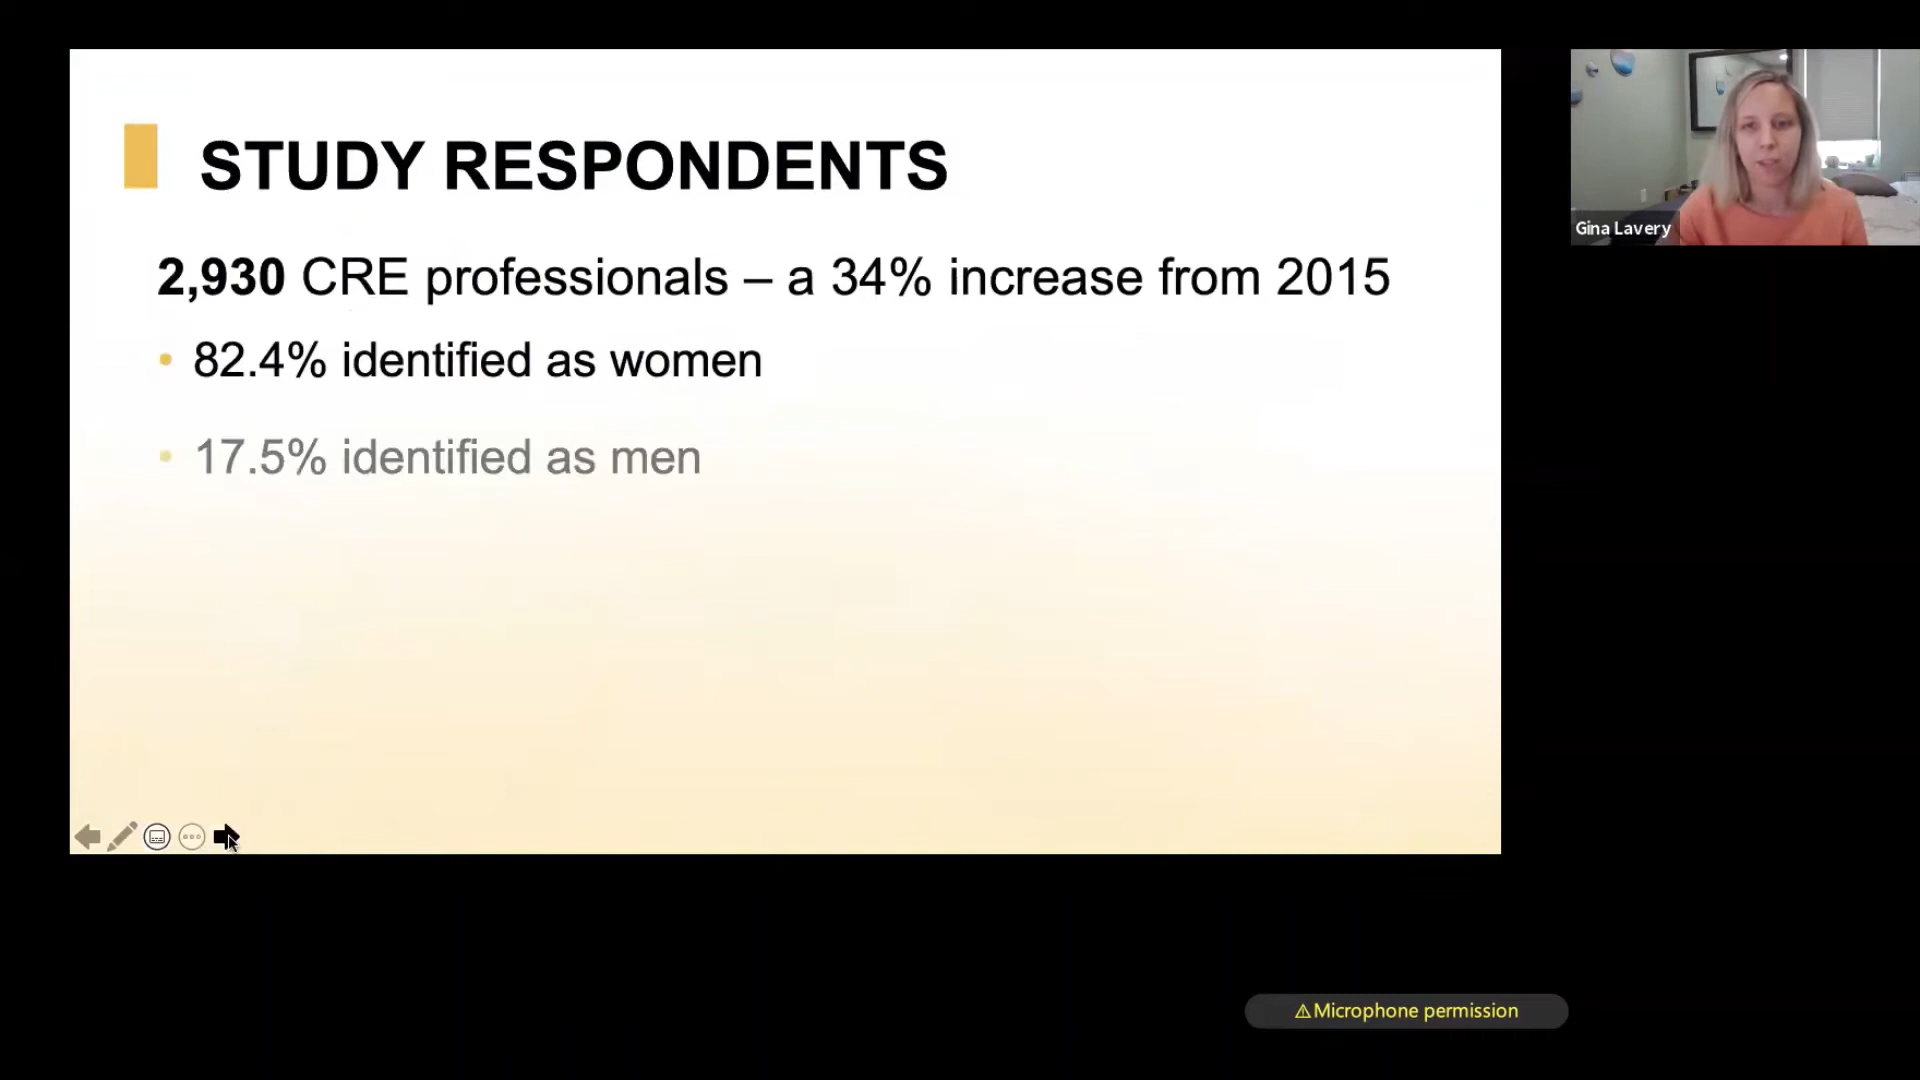 STUDY RESPONDENTS
2,930 CRE professionals – a 34% increase from 2015
• 82.4% identified as women
• 17.5% identified as men
Gina Lavery
⚠Microphone permission